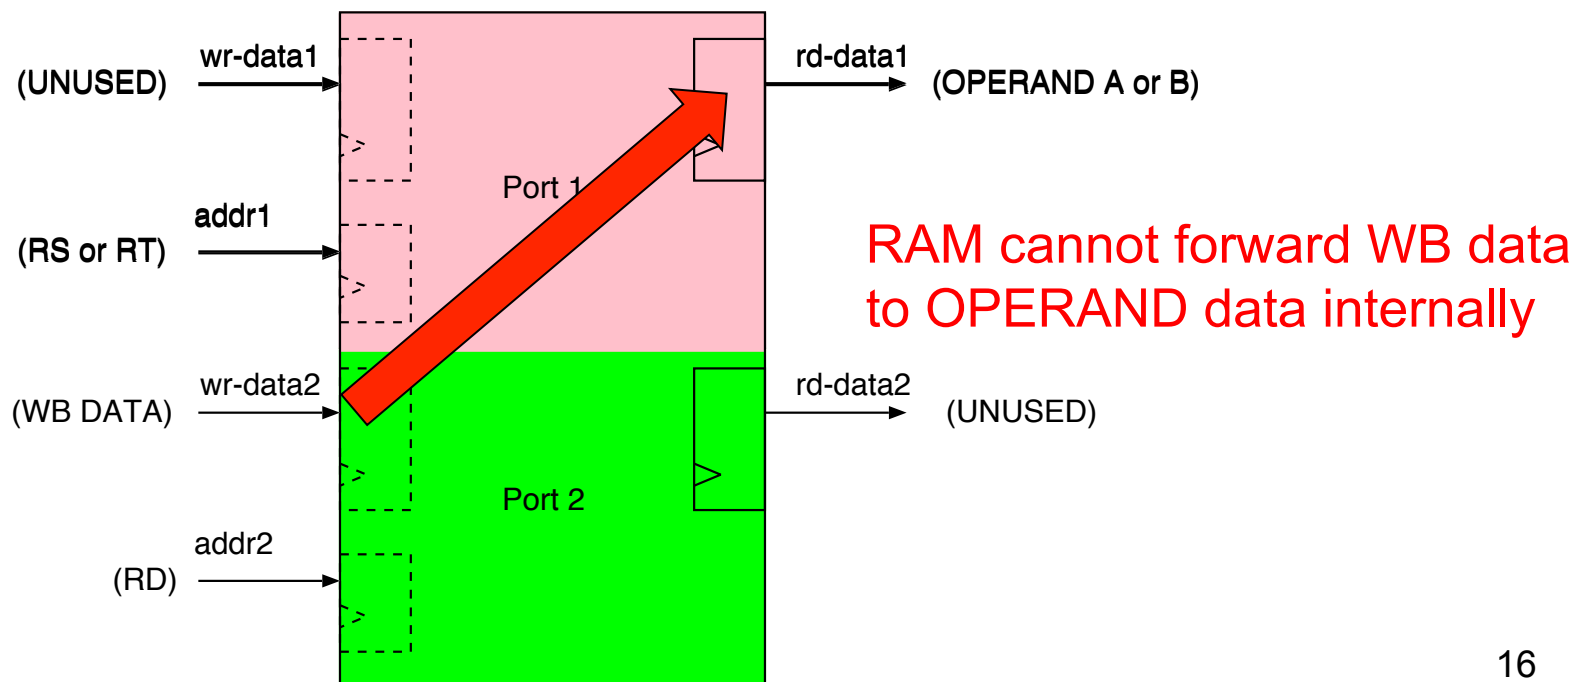 wr-data1
rd-data1
(UNUSED)
(OPERAND A or B)
Port 1
addr1
(RS or RT)
RAM cannot forward WB data
to OPERAND data internally
wr-data2
rd-data2
(WB DATA)
(UNUSED)
Port 2
addr2
(RD)
16